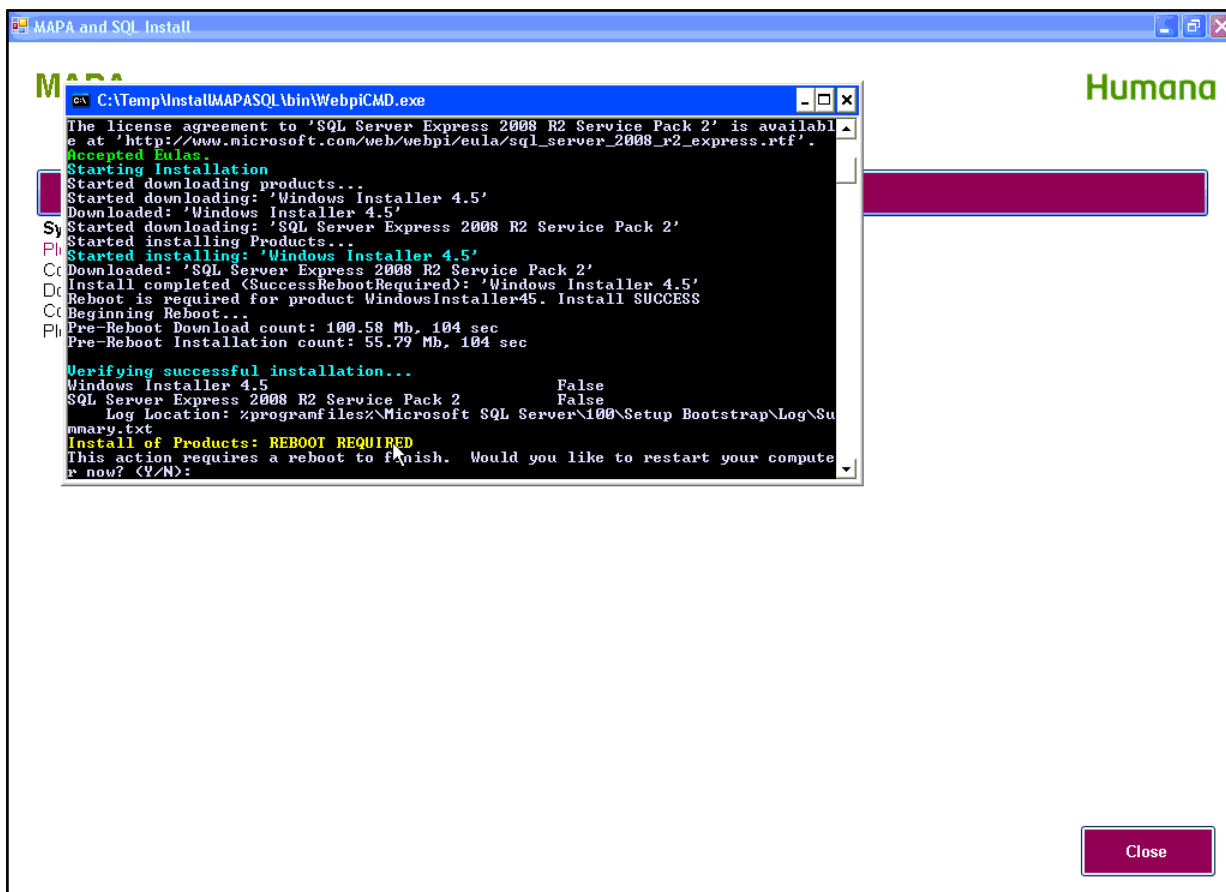 MAPA and SQL Install
MAPA
Humana
C:\Temp\InstallMAPASQL\bin\WebpiCMD.exe
The license agreement to 'SQL Server Express 2008 R2 Service Pack 2' is availabl
e at 'http://www.microsoft.com/web/webpi/eula/sql_server_2008_r2_express.rtf'.
Accepted Eulas.
Starting Installation
Started downloading products...
Started downloading: 'Windows Installer 4.5'
Downloaded: 'Windows Installer 4.5'
Started downloading: 'SQL Server Express 2008 R2 Service Pack 2'
Started installing Products...
Started installing: 'Windows Installer 4.5'
Downloaded: 'SQL Server Express 2008 R2 Service Pack 2'
Install completed (SuccessRebootRequired): 'Windows Installer 4.5'
Reboot is required for product WindowsInstaller45. Install SUCCESS
Beginning Reboot...
Pre-Reboot Download count: 100.58 Mb, 104 sec
Pre-Reboot Installation count: 55.79 Mb, 104 sec
Verifying successful installation...
Windows Installer 4.5 False
SQL Server Express 2008 R2 Service Pack 2 False
Log Location: %programfiles%\Microsoft SQL Server\100\Setup Bootstrap\Log\Su
mmary.txt
Install of Products: REBOOT REQUIRED
This action requires a reboot to finish. Would you like to restart your compute
r now? (Y/N):
Close